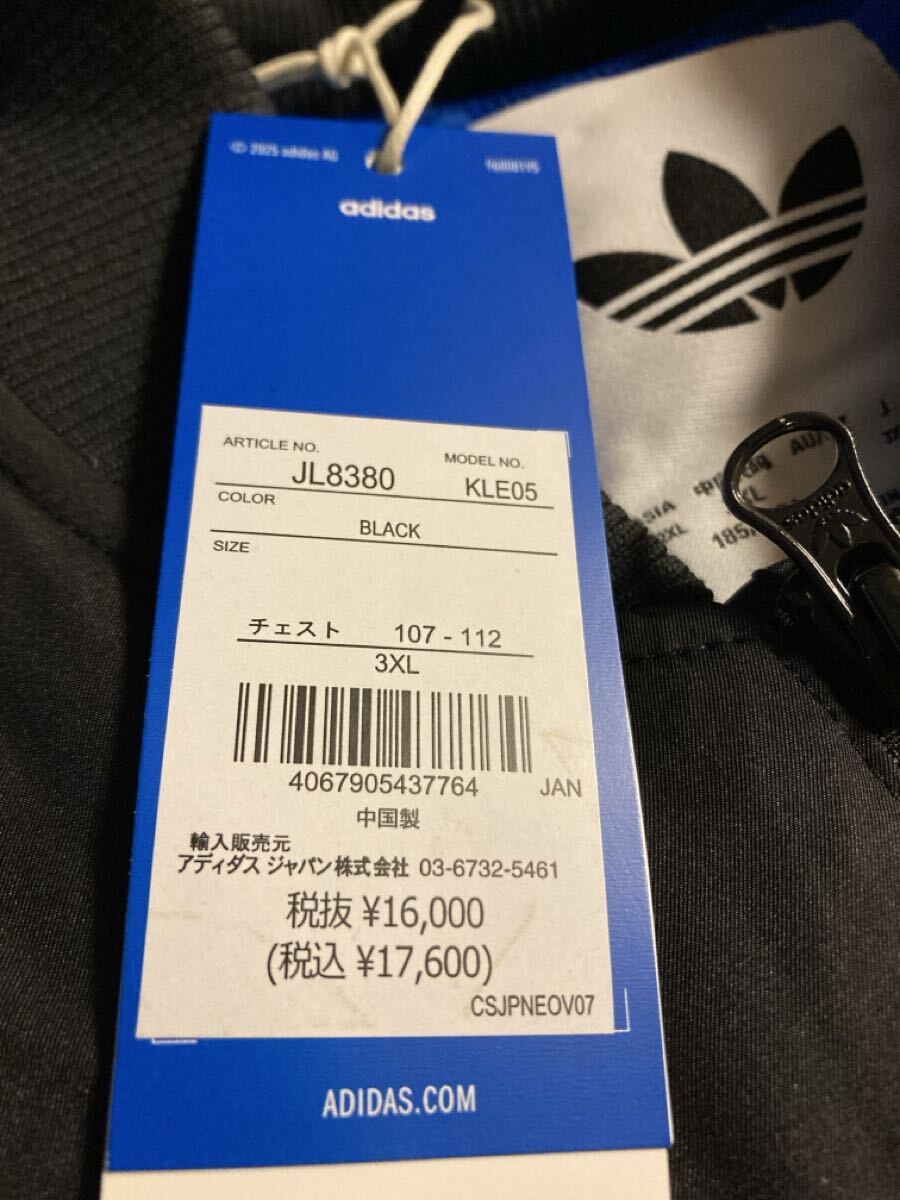 © 2025 adidas AG
adidas
ARTICLE NO.
JL8380
MODEL NO.
KLE05
COLOR
BLACK
SIZE
チェスト 107 - 112
3XL
4067905437764 JAN
中国製
輸入販売元
アディダス ジャパン株式会社 03-6732-5461
税抜 ¥16,000
(税込 ¥17,600)
CSJPNEOV07
ADIDAS.COM
adidas